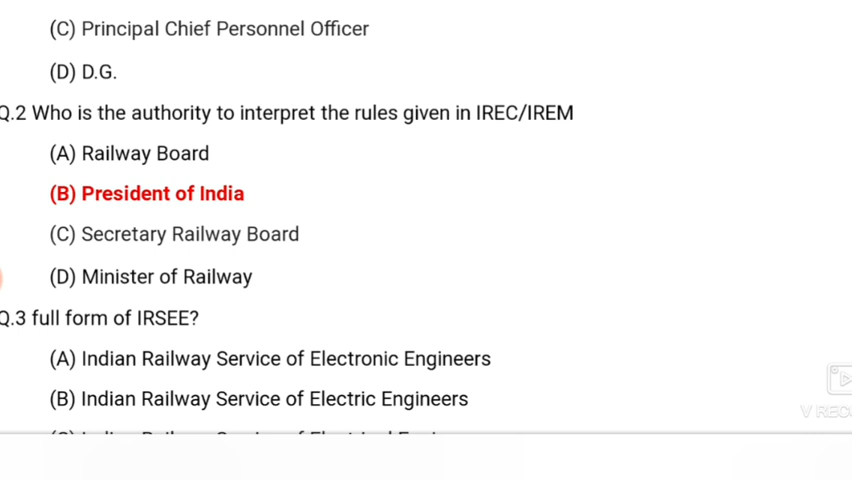 (C) Principal Chief Personnel Officer
(D) D.G.
Q.2 Who is the authority to interpret the rules given in IREC/IREM
(A) Railway Board
(B) President of India
(C) Secretary Railway Board
(D) Minister of Railway
Q.3 full form of IRSEE?
(A) Indian Railway Service of Electronic Engineers
(B) Indian Railway Service of Electric Engineers
V REC